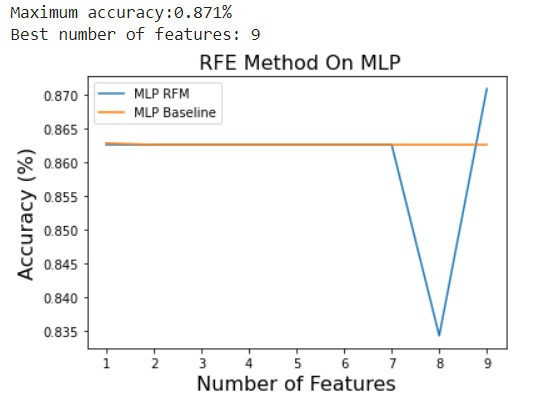 Maximum accuracy:0.871%
Best number of features: 9
RFE Method On MLP
MLP RFM
MLP Baseline
Accuracy (%)
0.870
0.865
0.860
0.855
0.850
0.845
0.840
0.835
1 2 3 4 5 6 7 8 9
Number of Features